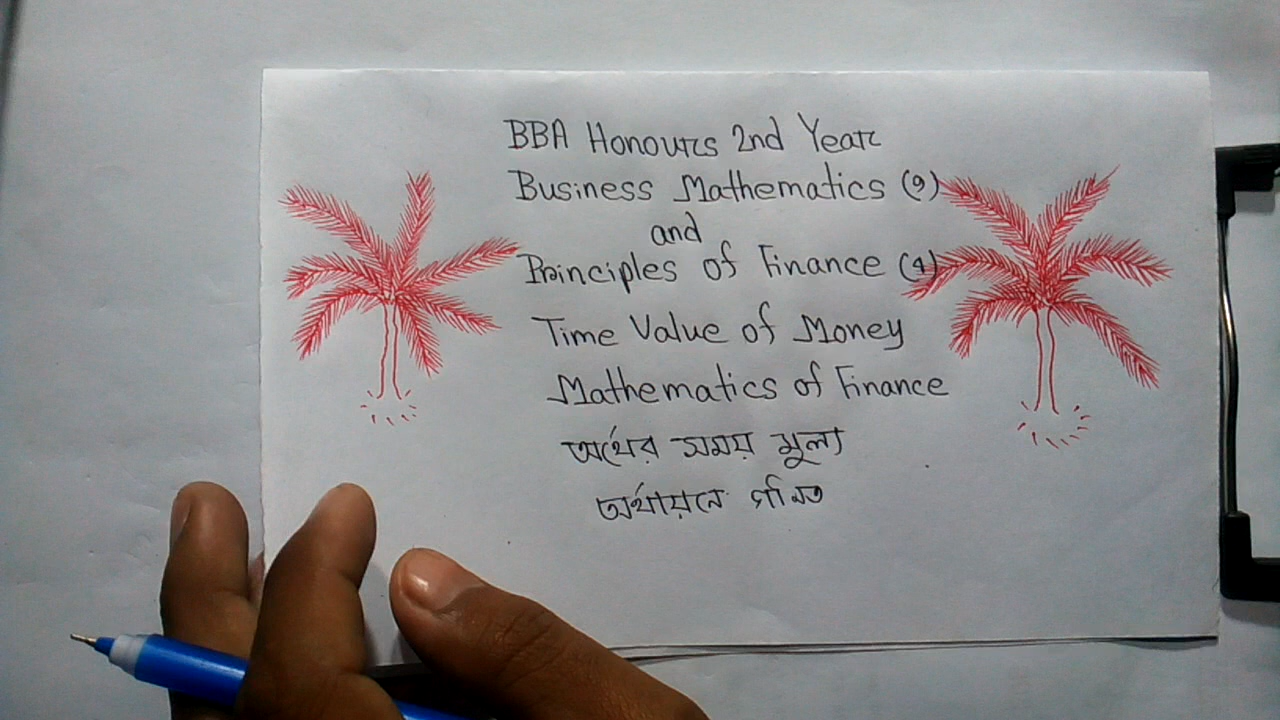 BBA Honours 2nd Year
Business Mathematics (9)
and
Principles of Finance (4)
Time Value of Money
Mathematics of Finance
অর্থের সময় মূল্য
অর্থায়নে গনিত